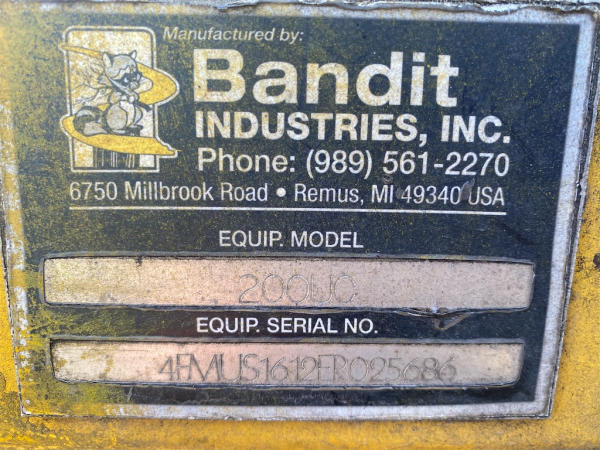 Manufactured by:
Bandit
INDUSTRIES, INC.
Phone: (989) 561-2270
6750 Millbrook Road • Remus, MI 49340 USA
EQUIP. MODEL
200UC
EQUIP. SERIAL NO.
4FMUS1612FR025686